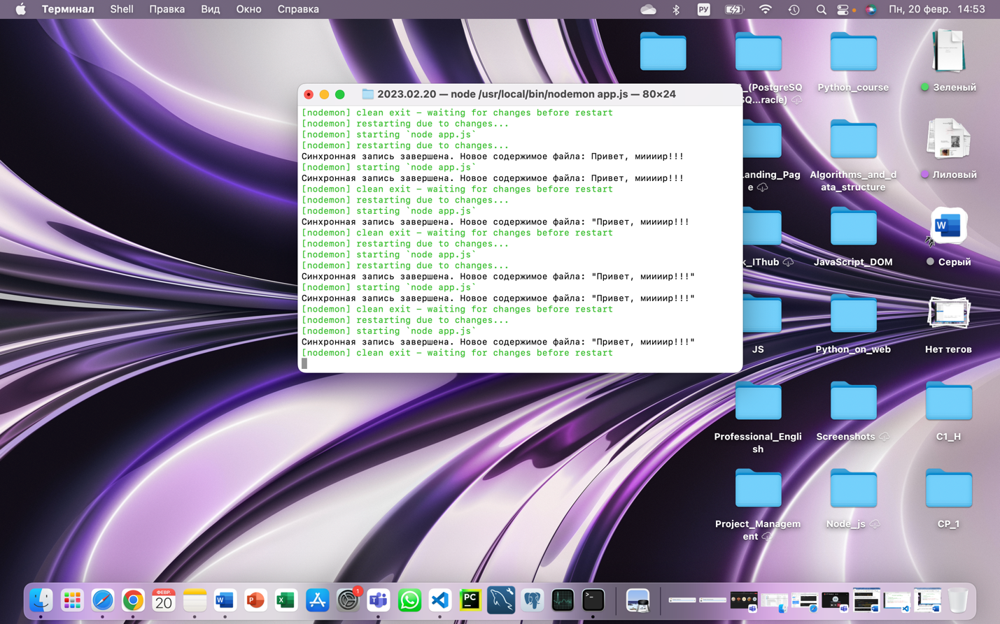 Терминал Shell Правка Вид Окно Справка РУ Пн, 20 февр. 14:53
2023.02.20 — node /usr/local/bin/nodemon app.js — 80×24
[nodemon] clean exit - waiting for changes before restart
[nodemon] restarting due to changes...
[nodemon] starting `node app.js`
[nodemon] restarting due to changes...
Синхронная запись завершена. Новое содержимое файла: Привет, миииир!!!
[nodemon] starting `node app.js`
Синхронная запись завершена. Новое содержимое файла: Привет, миииир!!!
[nodemon] clean exit - waiting for changes before restart
[nodemon] restarting due to changes...
[nodemon] starting `node app.js`
Синхронная запись завершена. Новое содержимое файла: "Привет, миииир!!!
[nodemon] clean exit - waiting for changes before restart
[nodemon] restarting due to changes...
[nodemon] starting `node app.js`
[nodemon] restarting due to changes...
Синхронная запись завершена. Новое содержимое файла: "Привет, миииир!!!"
[nodemon] starting `node app.js`
Синхронная запись завершена. Новое содержимое файла: "Привет, миииир!!!"
[nodemon] clean exit - waiting for changes before restart
[nodemon] restarting due to changes...
[nodemon] starting `node app.js`
Синхронная запись завершена. Новое содержимое файла: "Привет, миииир!!!"
[nodemon] clean exit - waiting for changes before restart
_(PostgreSQ
SQ...racle)
Python_course
Зеленый
anding_Pag
e
Algorithms_and_d
ata_structure
Лиловый
k_IThub
JavaScript_DOM
W
Серый
JS
Python_on_web
Нет тегов
Professional_Engli
sh
Screenshots
C1_H
Project_Managem
ent
Node_js
CP_1
ФЕВР.
20
W
P
X
1
T
PC
>_